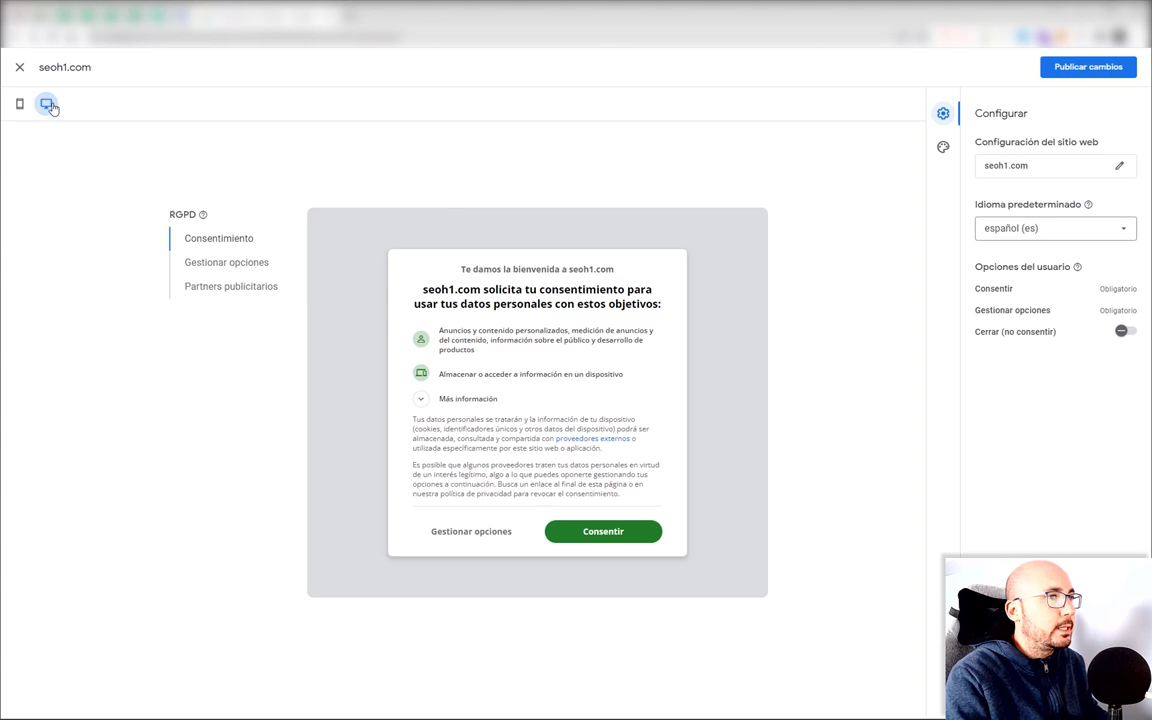 seoh1.com
Publicar cambios
RGPD
Consentimiento
Gestionar opciones
Partners publicitarios
Te damos la bienvenida a seoh1.com
seoh1.com solicita tu consentimiento para
usar tus datos personales con estos objetivos:
Anuncios y contenido personalizados, medición de anuncios y
del contenido, información sobre el público y desarrollo de
productos
Almacenar o acceder a información en un dispositivo
Más información
Tus datos personales se tratarán y la información de tu dispositivo
(cookies, identificadores únicos y otros datos del dispositivo) podrá ser
almacenada, consultada y compartida con proveedores externos o
utilizada específicamente por este sitio web o aplicación.
Es posible que algunos proveedores traten tus datos personales en virtud
de un interés legítimo, algo a lo que puedes oponerte gestionando tus
opciones a continuación. Busca un enlace al final de esta página o en
nuestra política de privacidad para revocar el consentimiento.
Gestionar opciones
Consentir
Configurar
Configuración del sitio web
seoh1.com
Idioma predeterminado
español (es)
Opciones del usuario
Consentir Obligatorio
Gestionar opciones Obligatorio
Cerrar (no consentir)